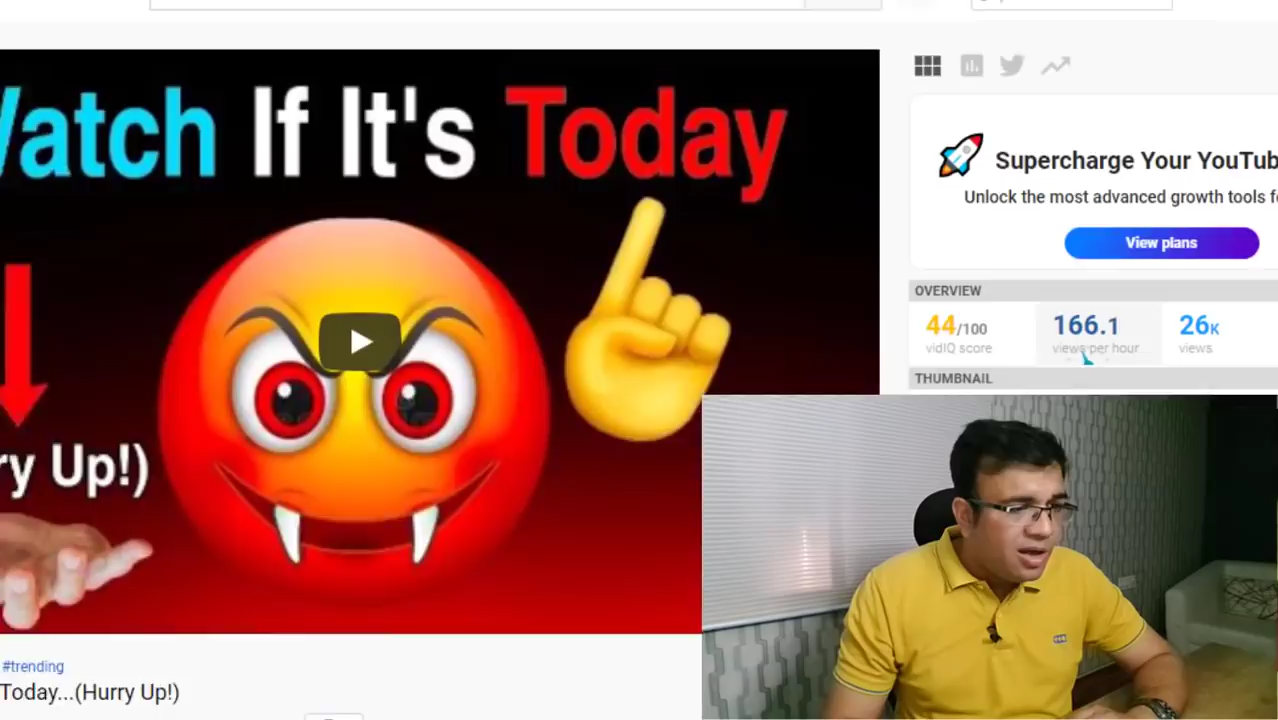 Watch If It's Today
ry Up!)
#trending
Today...(Hurry Up!)
Supercharge Your YouTub
Unlock the most advanced growth tools f
View plans
OVERVIEW
44/100
vidIQ score
166.1
views per hour
26K
views
THUMBNAIL